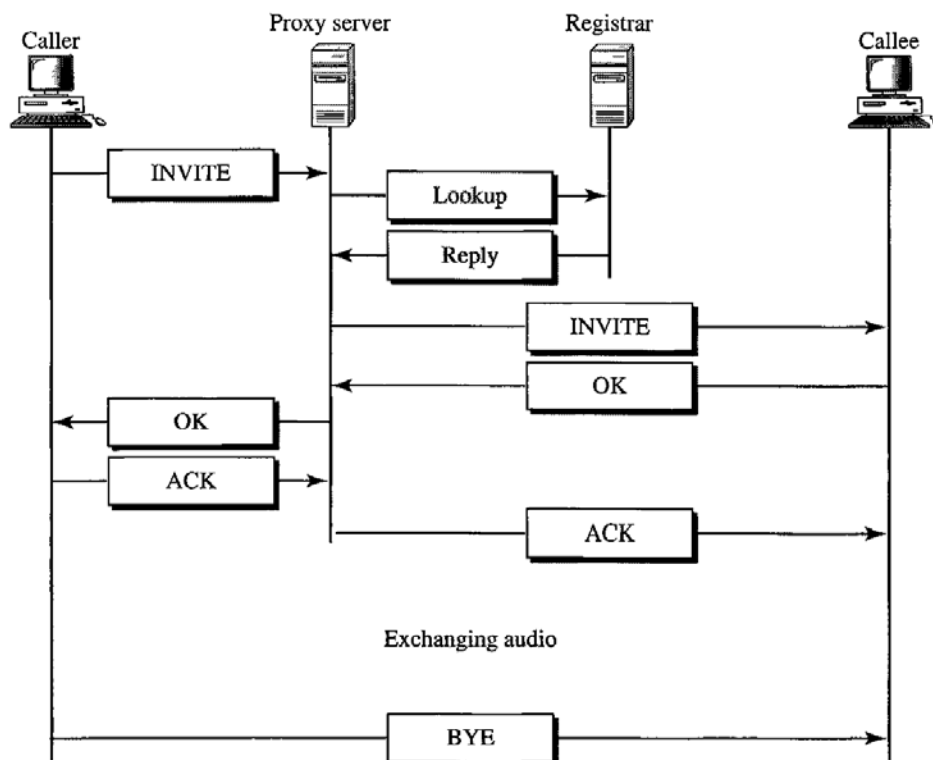 Proxy server
Registrar
Caller
Callee
INVITE
Lookup
Reply
INVITE
OK
OK
ACK
ACK
Exchanging audio
BYE